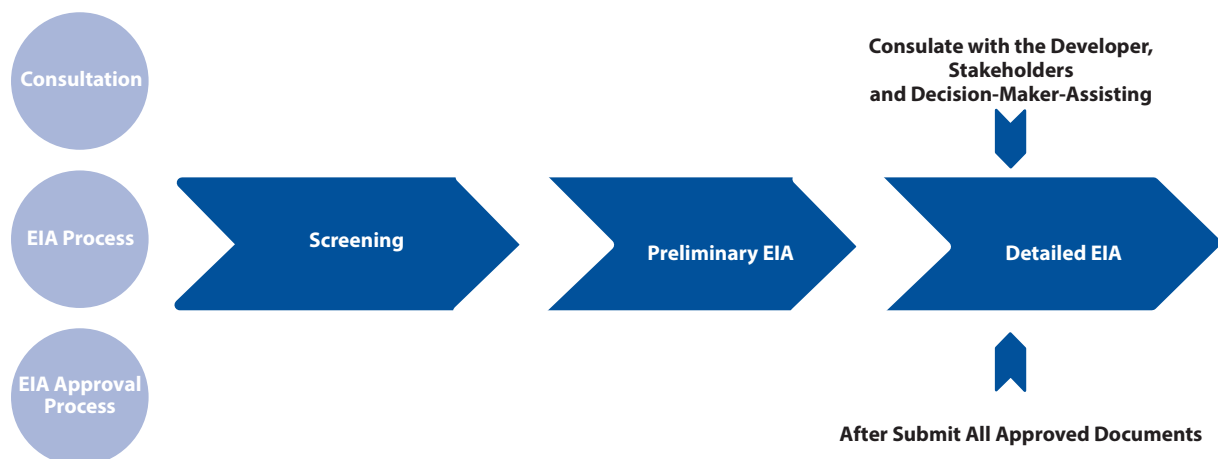 Consulate with the Developer,
Stakeholders
and Decision-Maker-Assisting
Consultation
EIA Process
Screening
Preliminary EIA
Detailed EIA
EIA Approval
Process
After Submit All Approved Documents